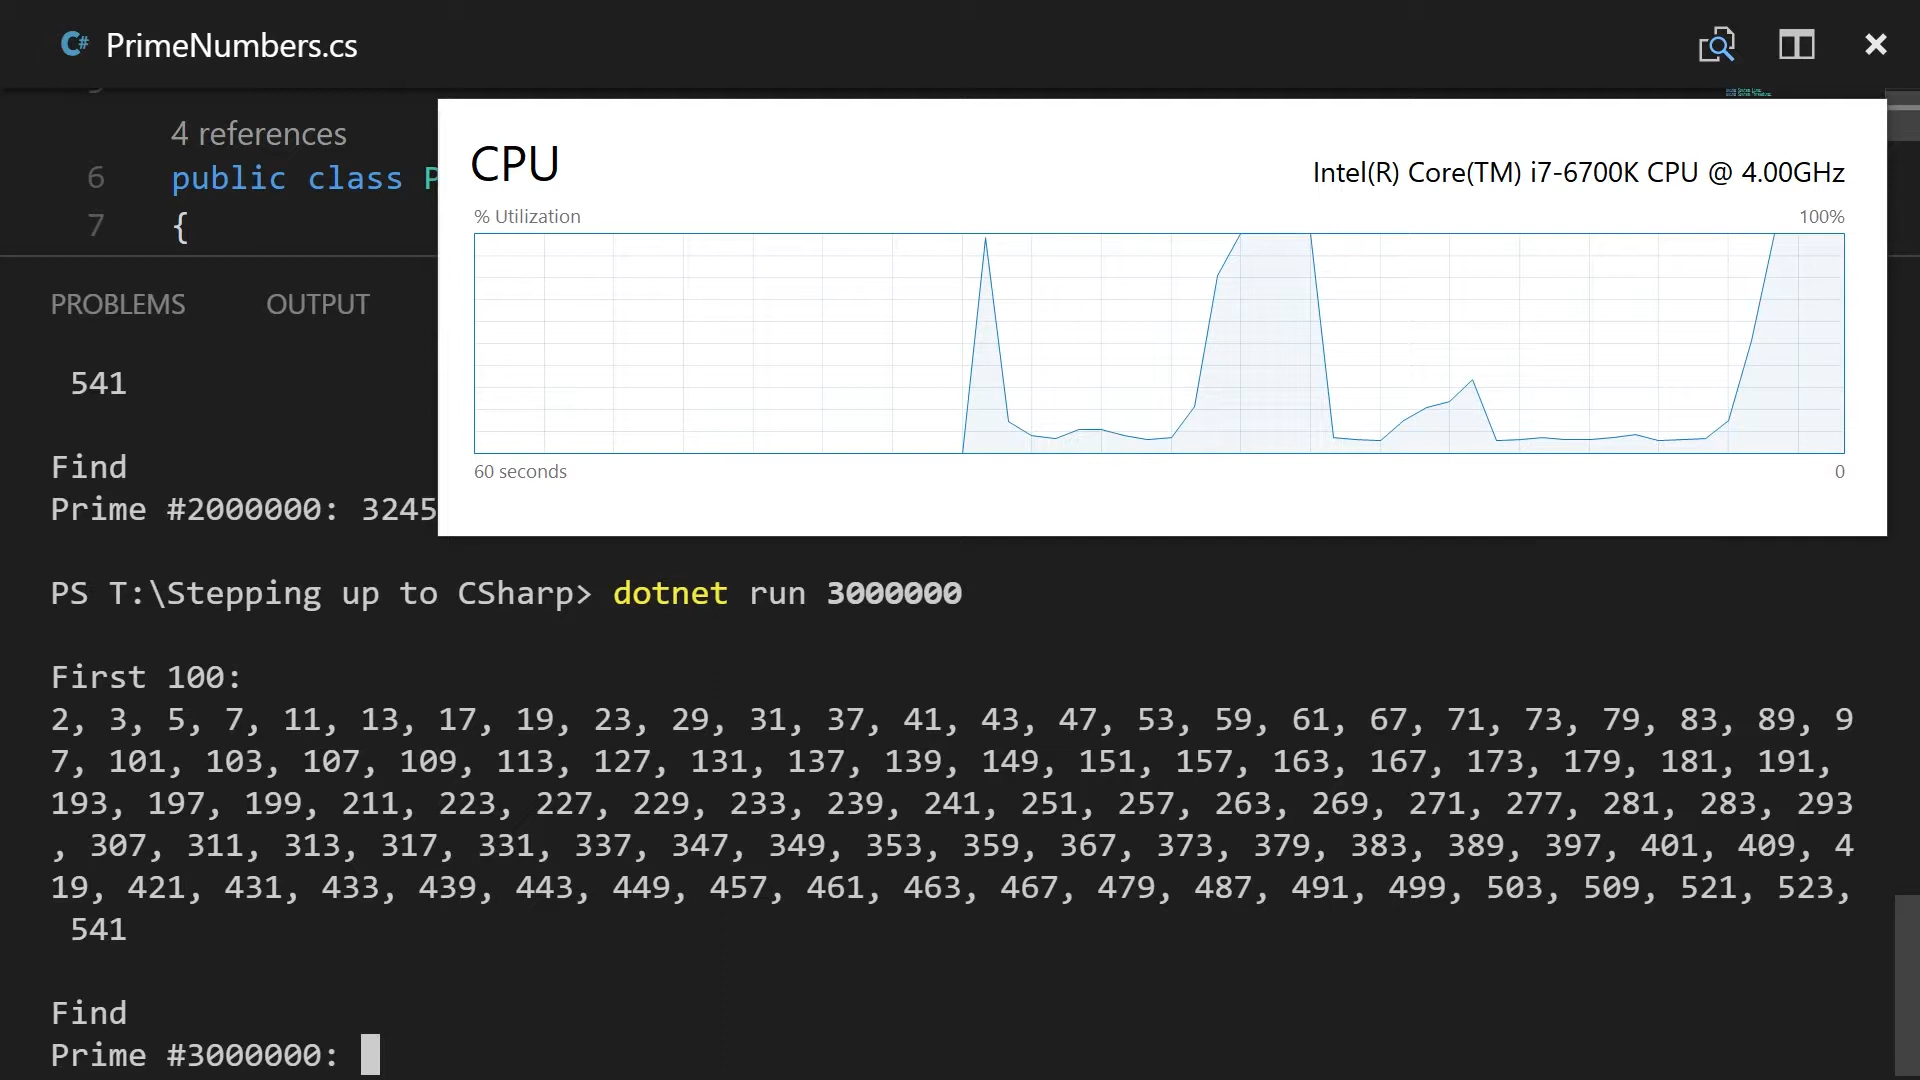 C# PrimeNumbers.cs
4 references
6 public class
7 {
CPU
Intel(R) Core(TM) i7-6700K CPU @ 4.00GHz
% Utilization
100%
60 seconds
0
PROBLEMS OUTPUT
541
Find
Prime #2000000: 3245
PS T:\Stepping up to CSharp> dotnet run 3000000
First 100:
2, 3, 5, 7, 11, 13, 17, 19, 23, 29, 31, 37, 41, 43, 47, 53, 59, 61, 67, 71, 73, 79, 83, 89, 9
7, 101, 103, 107, 109, 113, 127, 131, 137, 139, 149, 151, 157, 163, 167, 173, 179, 181, 191,
193, 197, 199, 211, 223, 227, 229, 233, 239, 241, 251, 257, 263, 269, 271, 277, 281, 283, 293
, 307, 311, 313, 317, 331, 337, 347, 349, 353, 359, 367, 373, 379, 383, 389, 397, 401, 409, 4
19, 421, 431, 433, 439, 443, 449, 457, 461, 463, 467, 479, 487, 491, 499, 503, 509, 521, 523,
541
Find
Prime #3000000: